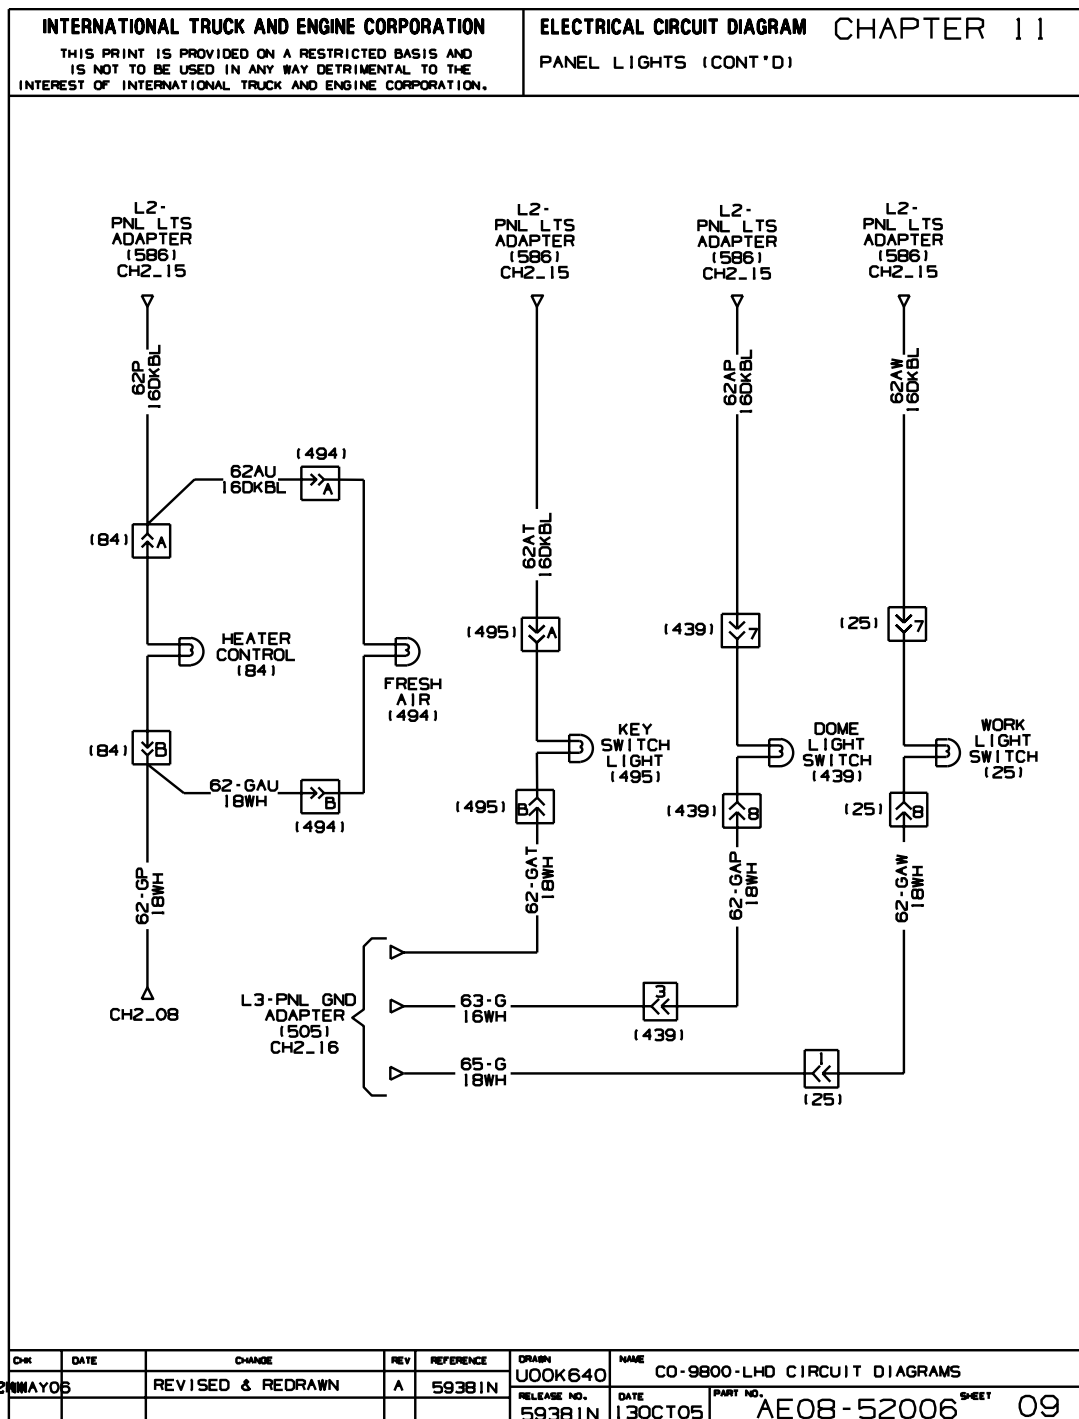 INTERNATIONAL TRUCK AND ENGINE CORPORATION
THIS PRINT IS PROVIDED ON A RESTRICTED BASIS AND
IS NOT TO BE USED IN ANY WAY DETRIMENTAL TO THE
INTEREST OF INTERNATIONAL TRUCK AND ENGINE CORPORATION.
ELECTRICAL CIRCUIT DIAGRAM CHAPTER 11
PANEL LIGHTS (CONT'D)
L2-
PNL LTS
ADAPTER
(586)
CH2_15
L2-
PNL LTS
ADAPTER
(586)
CH2_15
L2-
PNL LTS
ADAPTER
(586)
CH2_15
L2-
PNL LTS
ADAPTER
(586)
CH2_15
62P
16DKBL
62AP
16DKBL
62AW
16DKBL
(494)
62AU
16DKBL
A
(84)
A
62AT
16DKBL
(495)
A
(439)
7
(25)
7
HEATER
CONTROL
(84)
FRESH
AIR
(494)
KEY
SWITCH
LIGHT
(495)
DOME
LIGHT
SWITCH
(439)
WORK
LIGHT
SWITCH
(25)
(84)
B
62-GAU
18WH
B
(494)
(495)
B
(439)
8
(25)
8
62-GP
18WH
62-GAT
18WH
62-GAP
18WH
62-GAW
18WH
CH2_08
L3-PNL GND
ADAPTER
(505)
CH2_16
63-G
16WH
3
(439)
65-G
18WH
1
(25)
CHK DATE CHANGE REV REFERENCE
REVISED & REDRAWN A 59381N
DRAWN
U00K640
NAME
CO-9800-LHD CIRCUIT DIAGRAMS
RELEASE NO.
59381N
DATE
13OCT05
PART NO.
AE08-52006
SHEET
09